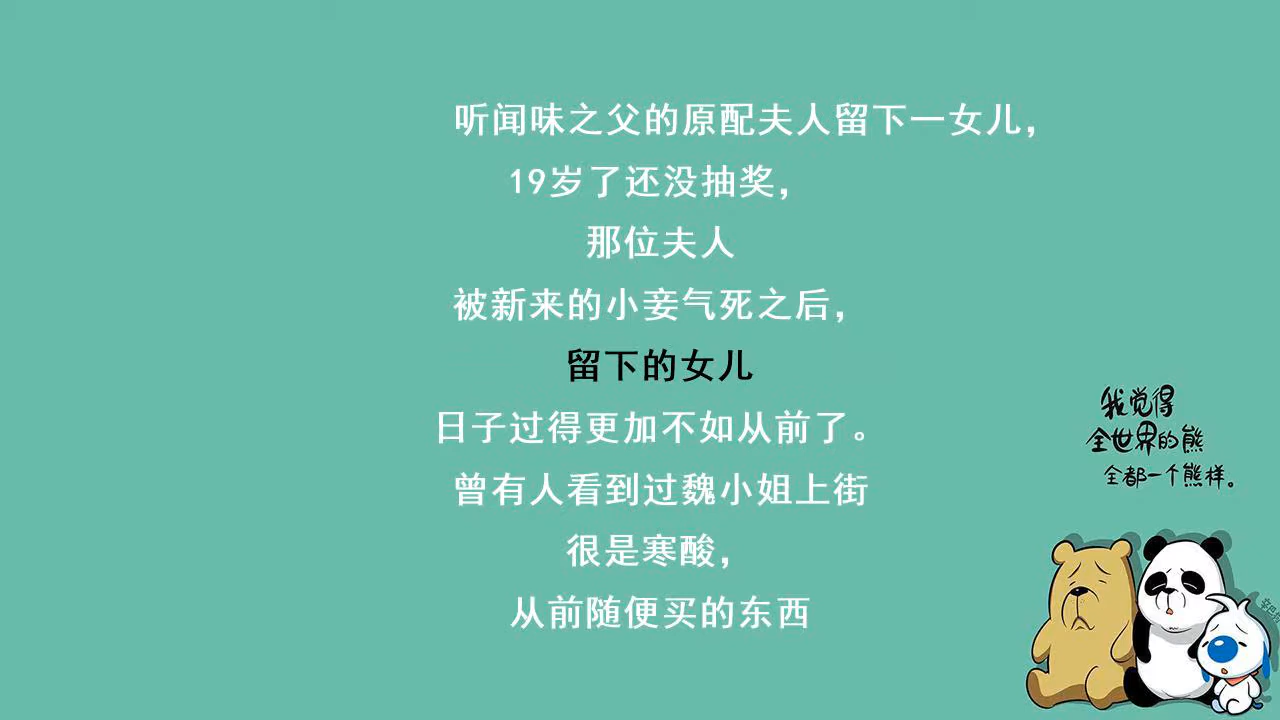 听闻味之父的原配夫人留下一女儿，
19岁了还没抽奖，
那位夫人
被新来的小妾气死之后，
留下的女儿
日子过得更加不如从前了。
曾有人看到过魏小姐上街
很是寒酸，
从前随便买的东西
我觉得
全世界的熊
全都一个熊样。